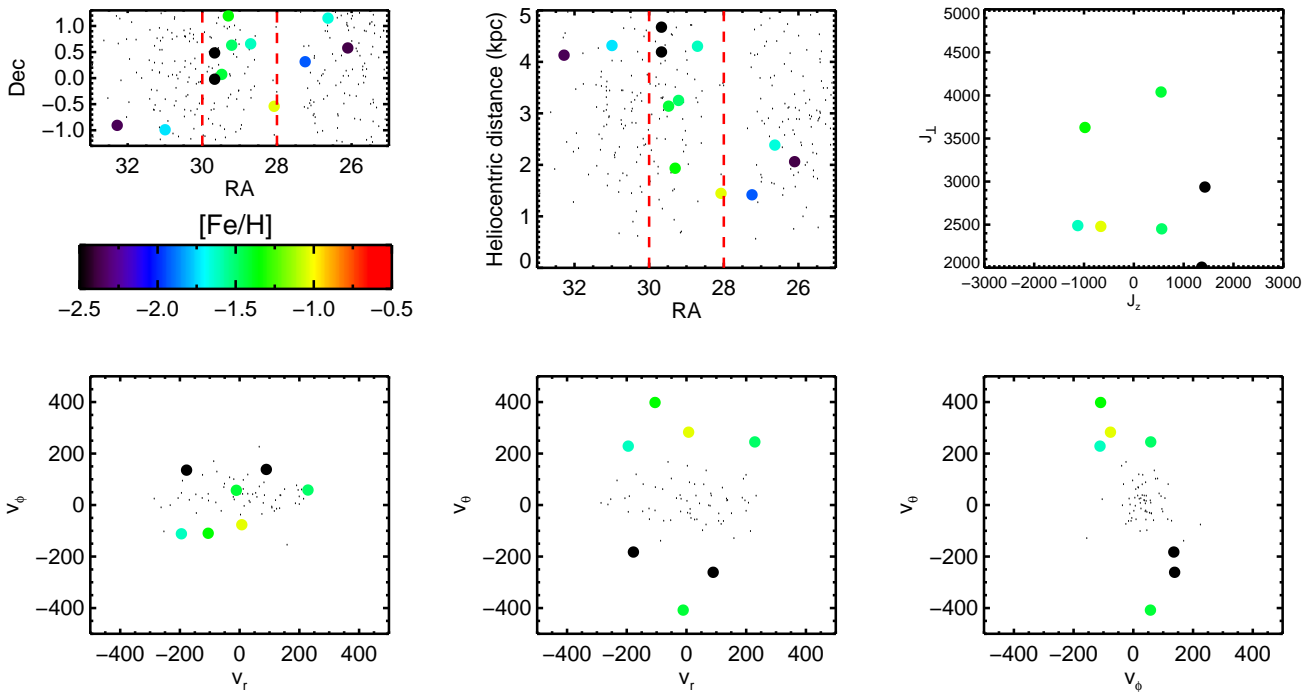 1.0
0.5
0.0
−0.5
−1.0
Dec
32 30 28 26
RA
[Fe/H]
−2.5 −2.0 −1.5 −1.0 −0.5
5
4
3
2
1
0
Heliocentric distance (kpc)
32 30 28 26
RA
5000
4500
4000
3500
3000
2500
2000
J⊥
−3000 −2000 −1000 0 1000 2000 3000
Jz
400
200
0
−200
−400
vϕ
−400 −200 0 200 400
vr
400
200
0
−200
−400
vθ
−400 −200 0 200 400
vr
400
200
0
−200
−400
vθ
−400 −200 0 200 400
vϕ